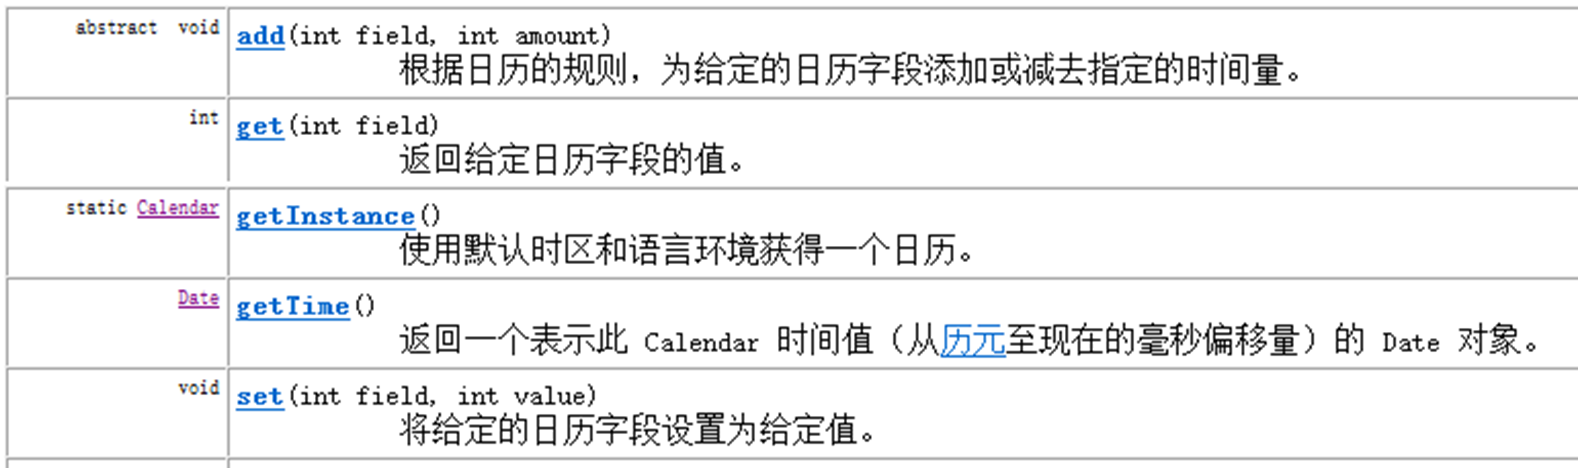 abstract void add(int field, int amount)
根据日历的规则，为给定的日历字段添加或减去指定的时间量。
int get(int field)
返回给定日历字段的值。
static Calendar getInstance()
使用默认时区和语言环境获得一个日历。
Date getTime()
返回一个表示此 Calendar 时间值（从历元至现在的毫秒偏移量）的 Date 对象。
void set(int field, int value)
将给定的日历字段设置为给定值。